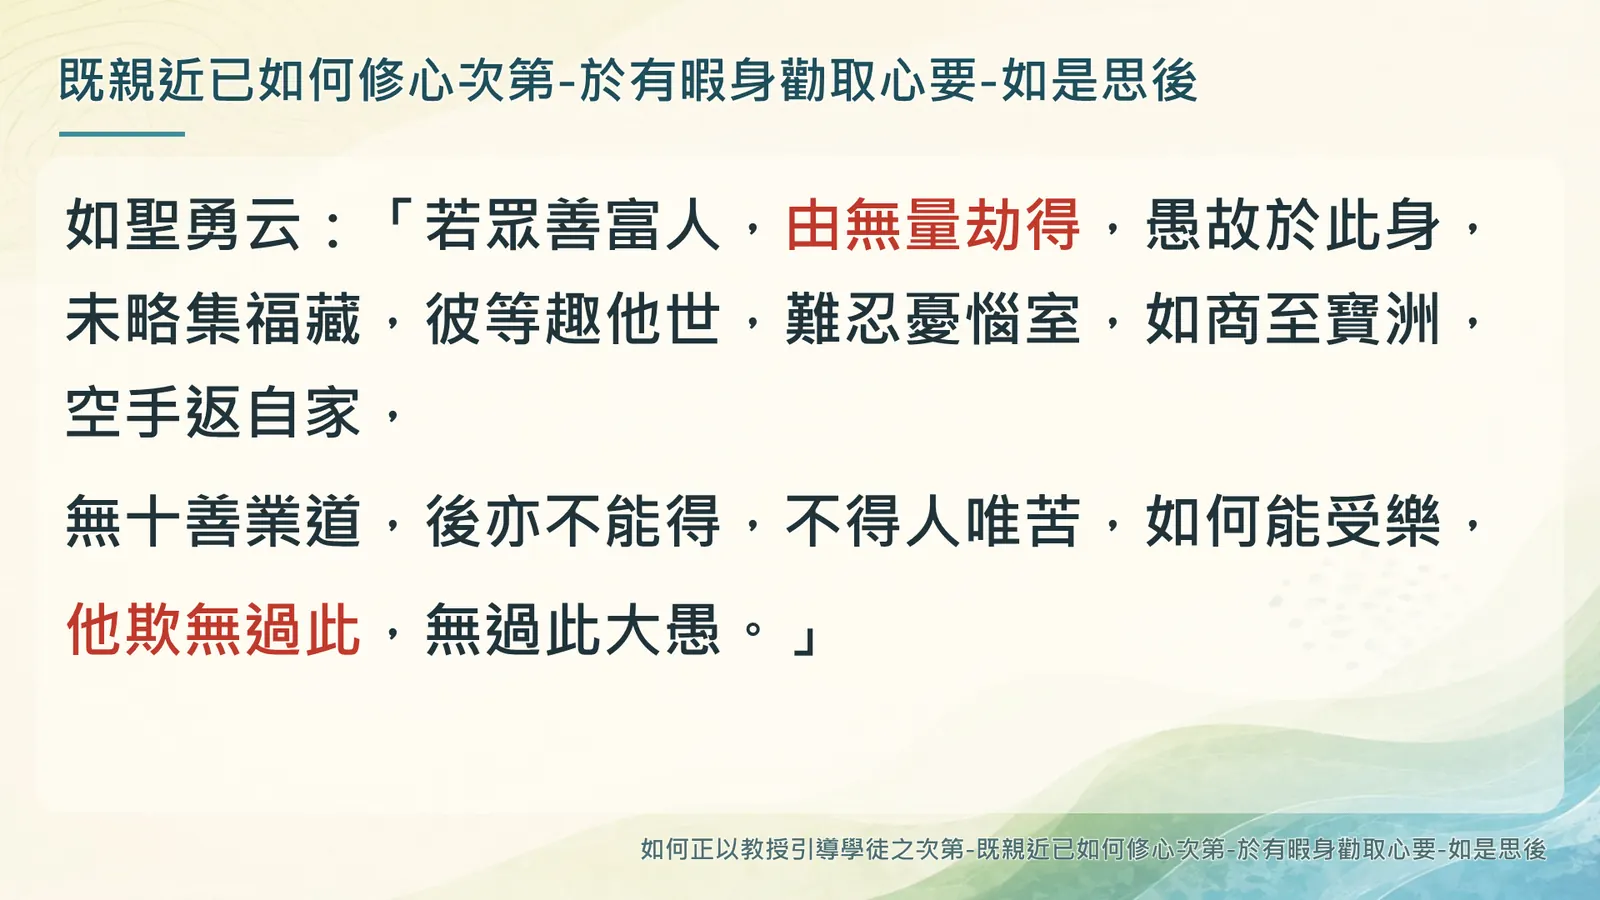 既親近已如何修心次第-於有暇身勸取心要-如是思後
如聖勇云：「若眾善富人，由無量劫得，愚故於此身，
未略集福藏，彼等趣他世，難忍憂惱室，如商至寶洲，
空手返自家，
無十善業道，後亦不能得，不得人唯苦，如何能受樂，
他欺無過此，無過此大愚。」
如何正以教授引導學徒之次第-既親近已如何修心次第-於有暇身勸取心要-如是思後